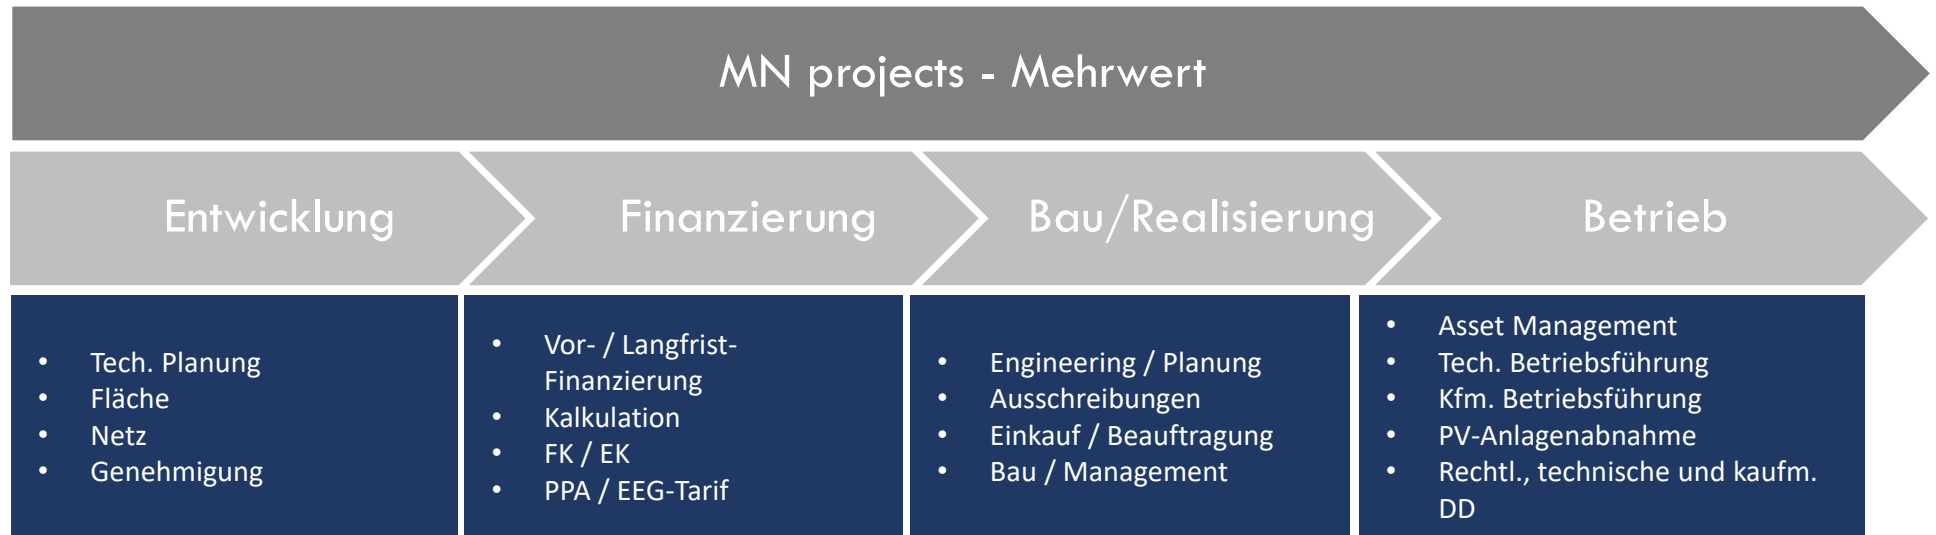 MN projects - Mehrwert
Entwicklung
Finanzierung
Bau/Realisierung
Betrieb
• Tech. Planung
• Fläche
• Netz
• Genehmigung
• Vor- / Langfrist-
Finanzierung
• Kalkulation
• FK / EK
• PPA / EEG-Tarif
• Engineering / Planung
• Ausschreibungen
• Einkauf / Beauftragung
• Bau / Management
• Asset Management
• Tech. Betriebsführung
• Kfm. Betriebsführung
• PV-Anlagenabnahme
• Rechtl., technische und kaufm.
DD